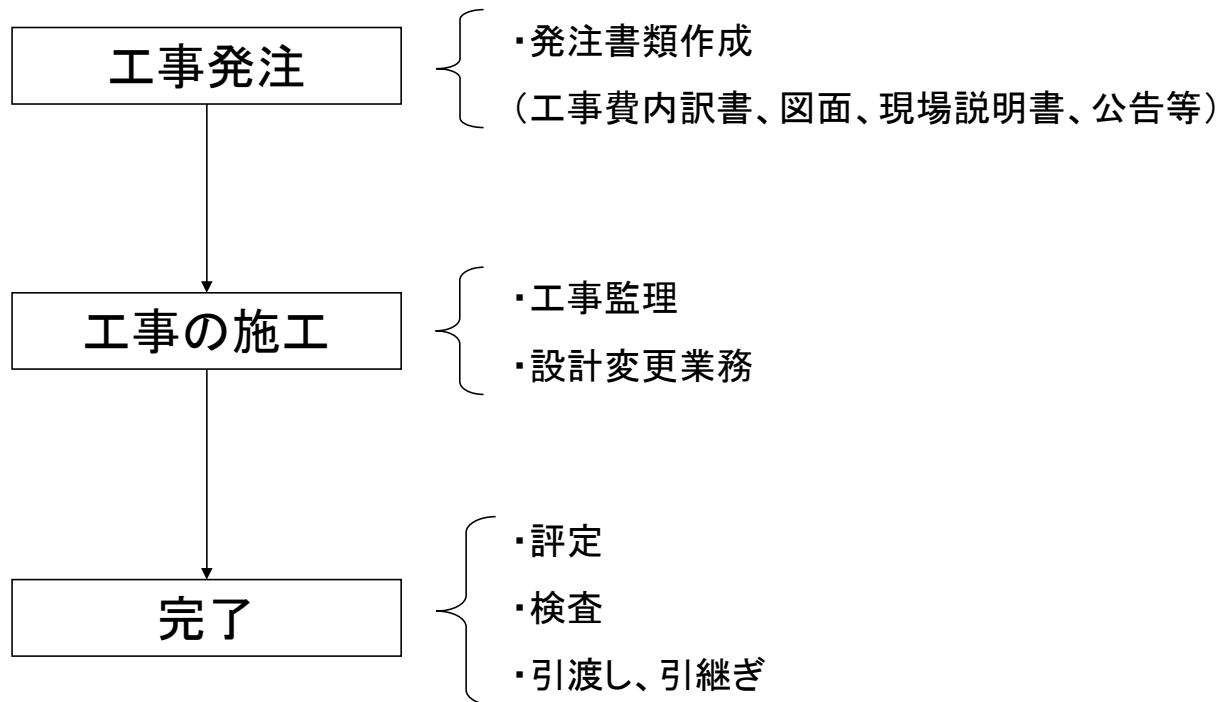 工事発注
・発注書類作成
（工事費内訳書、図面、現場説明書、公告等）
工事の施工
・工事監理
・設計変更業務
完了
・評定
・検査
・引渡し、引継ぎ